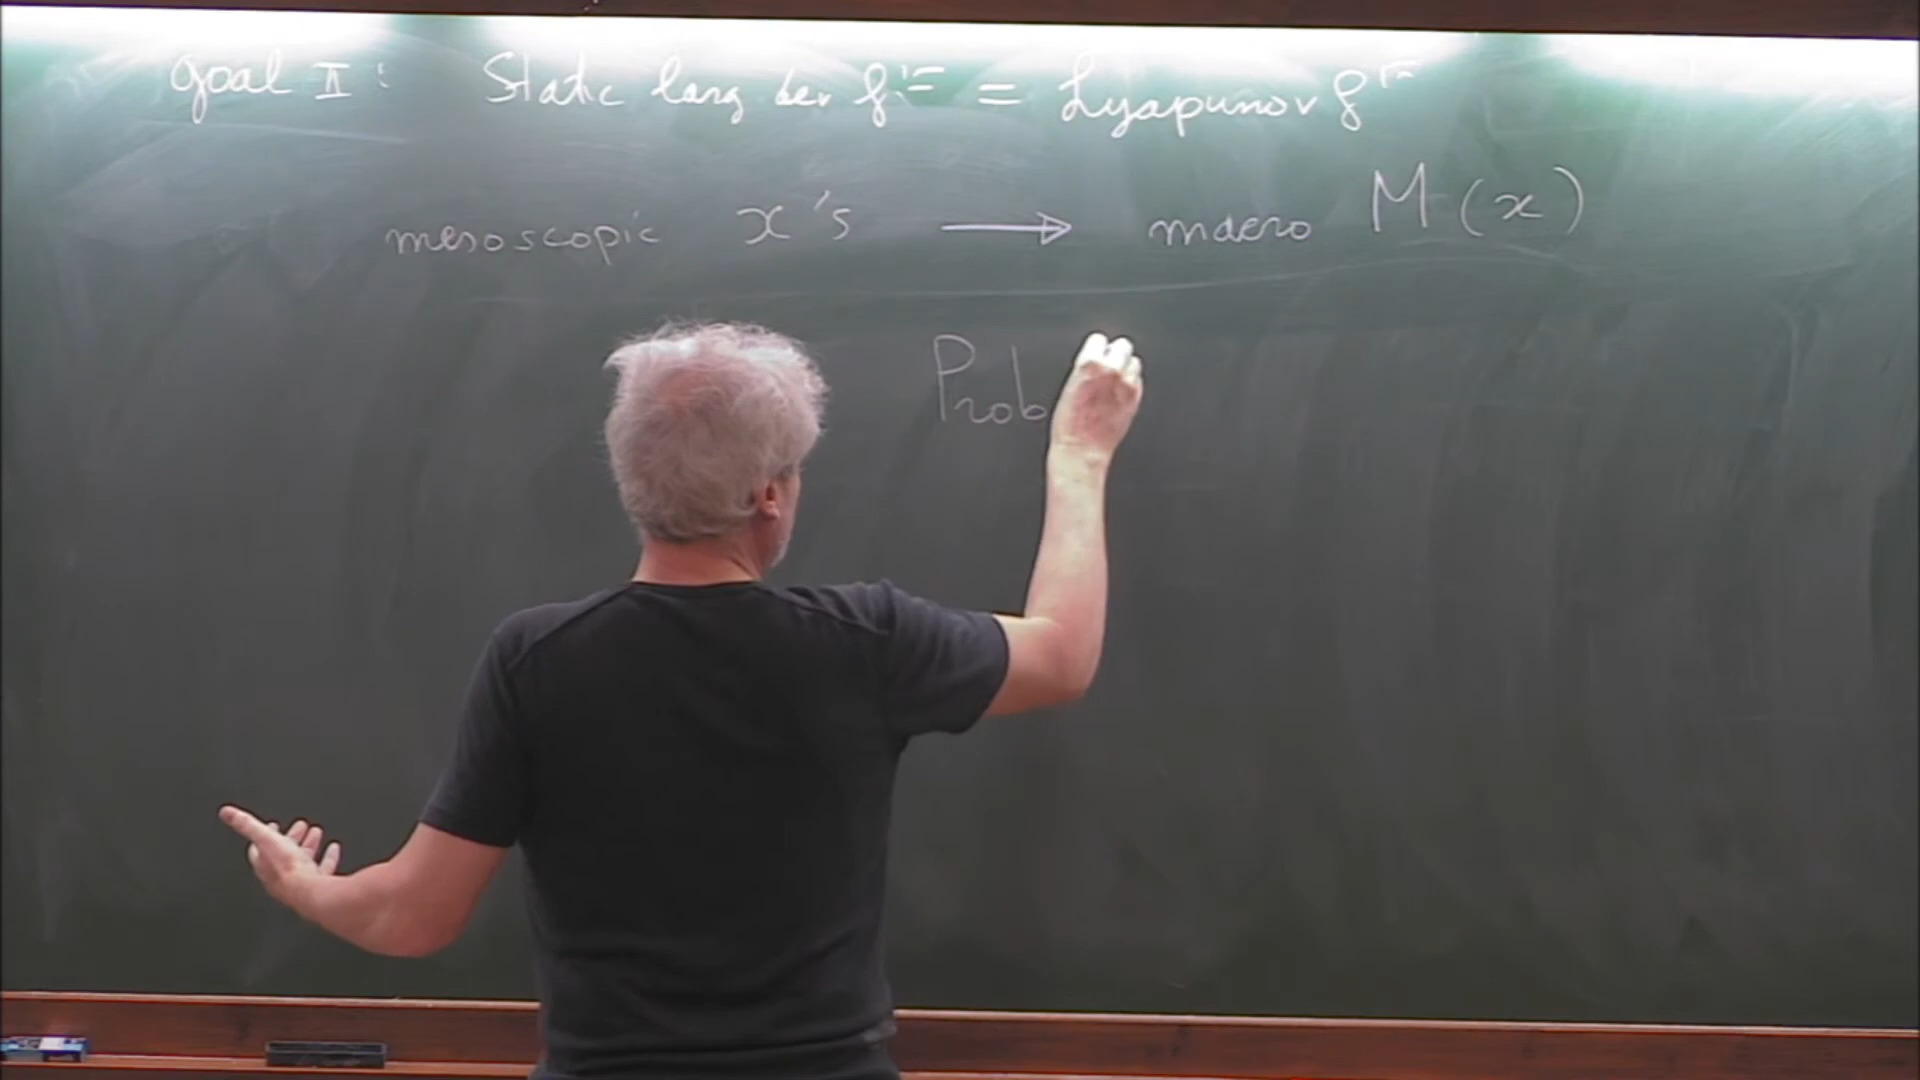 Goal II : Static larg dev f = Lyapunov f
mesoscopic x's → macro M(x)
Prob